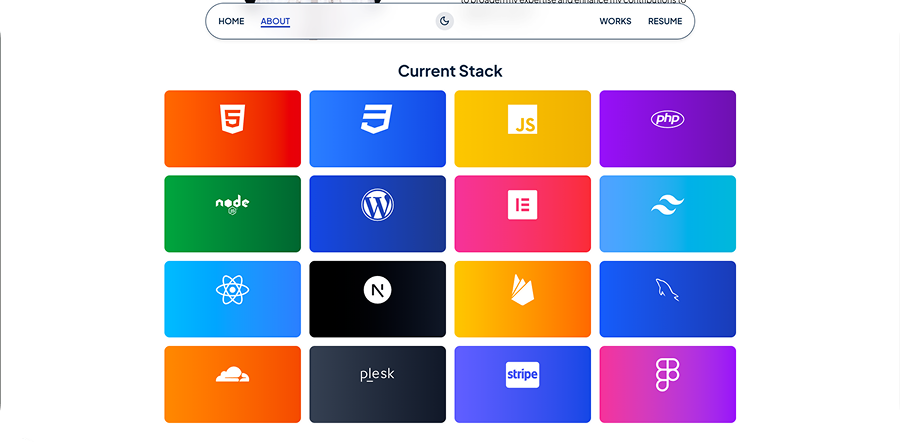 to broaden my expertise and enhance my contributions to
HOME ABOUT WORKS RESUME
Current Stack
5 JS php
node JS W E
N
plesk stripe